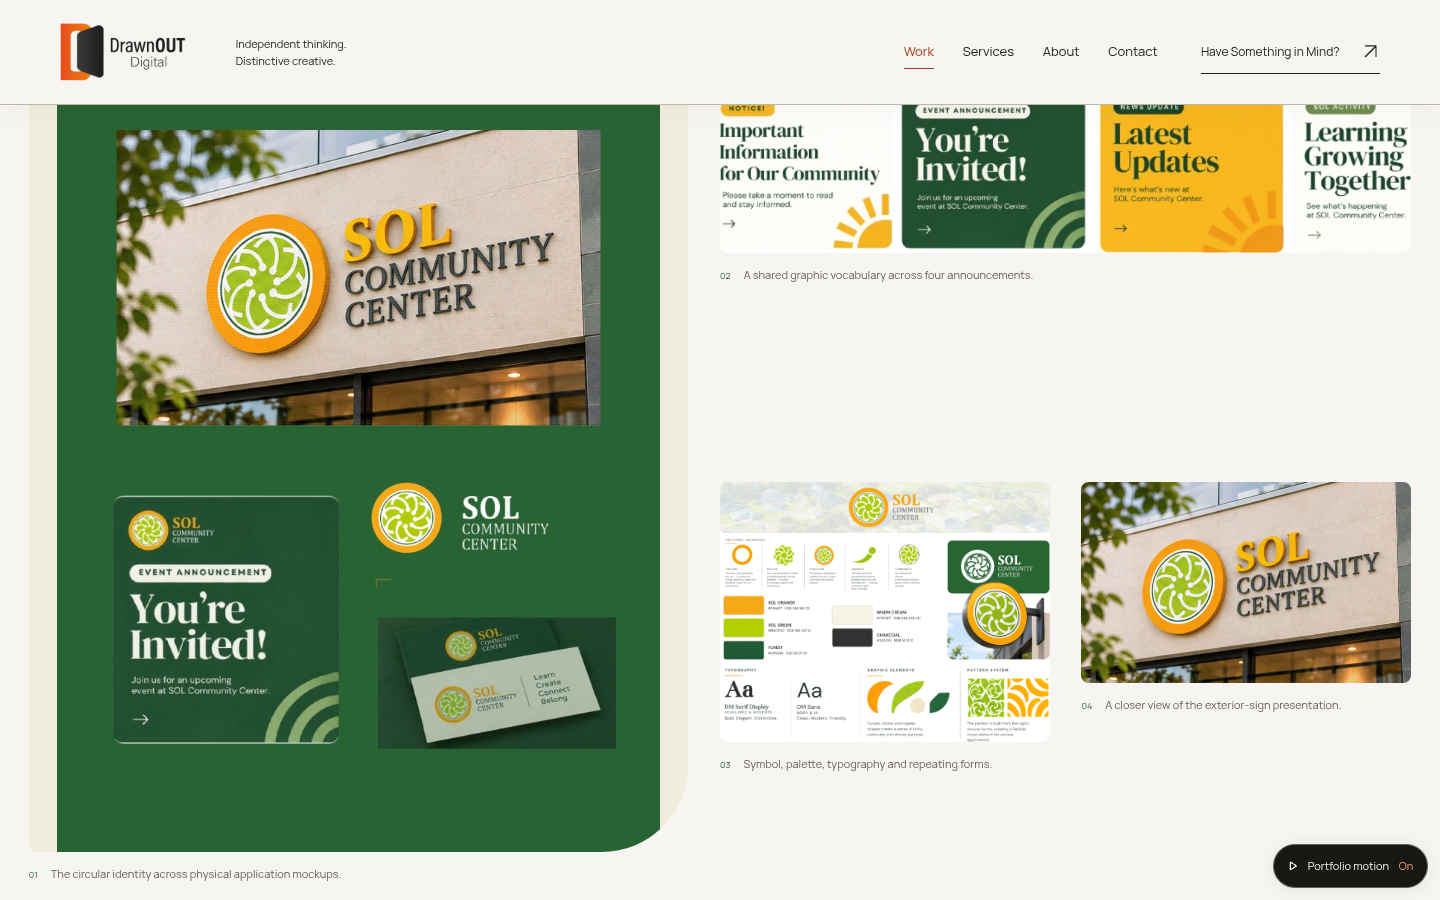 DrawnOUT
Digital
Independent thinking.
Distinctive creative.
Work
Services
About
Contact
Have Something in Mind?
SOL
COMMUNITY
CENTER
SOL
COMMUNITY
CENTER
EVENT ANNOUNCEMENT
You're
Invited!
Join us for an upcoming
event at SOL Community Center.
SOL
COMMUNITY
CENTER
SOL
COMMUNITY
CENTER
SOL
COMMUNITY
CENTER
Learn
Create
Connect
Belong
01 The circular identity across physical application mockups.
NOTICE!
Important
Information
for Our Community
Please take a moment to read
and stay informed.
EVENT ANNOUNCEMENT
You're
Invited!
Join us for an upcoming
event at SOL Community Center.
NEWS UPDATE
Latest
Updates
Here's what's new at
SOL Community Center.
SOL ACTIVITY
Learning
Growing
Together
See what's happening
at SOL Community Center.
02 A shared graphic vocabulary across four announcements.
SOL
COMMUNITY
CENTER
SOL
COMMUNITY
CENTER
SOL ORANGE
SOL GREEN
FOREST
WARM CREAM
CHARCOAL
TYPOGRAPHY
Aa
DM Serif Display
Bold. Elegant. Distinctive.
Aa
DM Sans
Clean. Modern. Friendly.
GRAPHIC ELEMENTS
PATTERN SYSTEM
03 Symbol, palette, typography and repeating forms.
SOL
COMMUNITY
CENTER
04 A closer view of the exterior-sign presentation.
Portfolio motion On